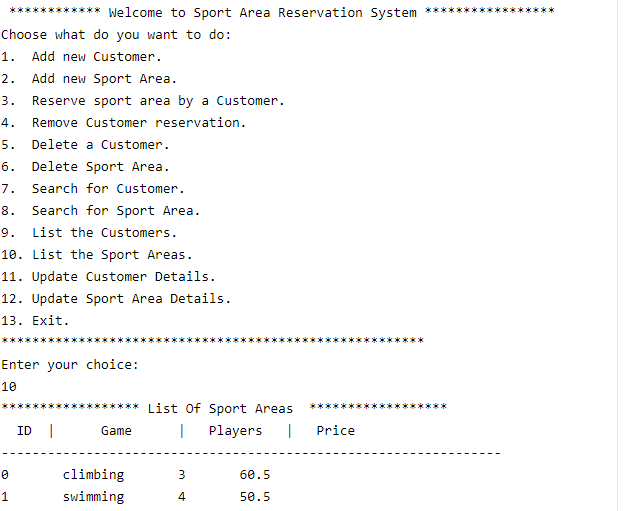 ************ Welcome to Sport Area Reservation System *****************
Choose what do you want to do:
1.  Add new Customer.
2.  Add new Sport Area.
3.  Reserve sport area by a Customer.
4.  Remove Customer reservation.
5.  Delete a Customer.
6.  Delete Sport Area.
7.  Search for Customer.
8.  Search for Sport Area.
9.  List the Customers.
10. List the Sport Areas.
11. Update Customer Details.
12. Update Sport Area Details.
13. Exit.
*******************************************************
Enter your choice:
10
****************** List Of Sport Areas  ******************
  ID  |      Game      |   Players   |   Price
-----------------------------------------------------------------
0       climbing       3       60.5
1       swimming       4       50.5